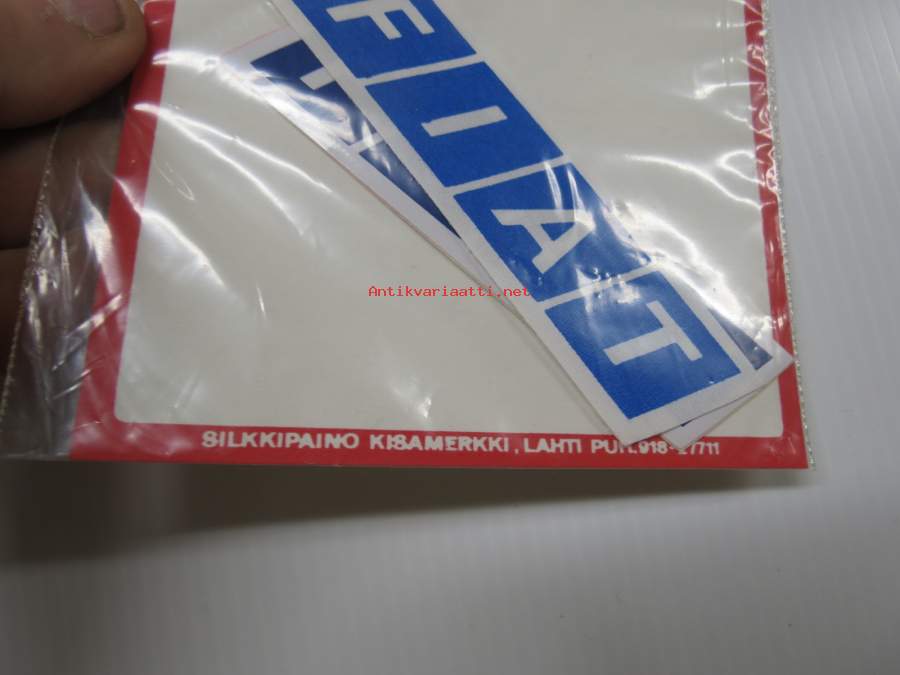 FIAT
Antikvariaatti.net
SILKKIPAINO KISAMERKKI, LAHTI PUH. 918-27711